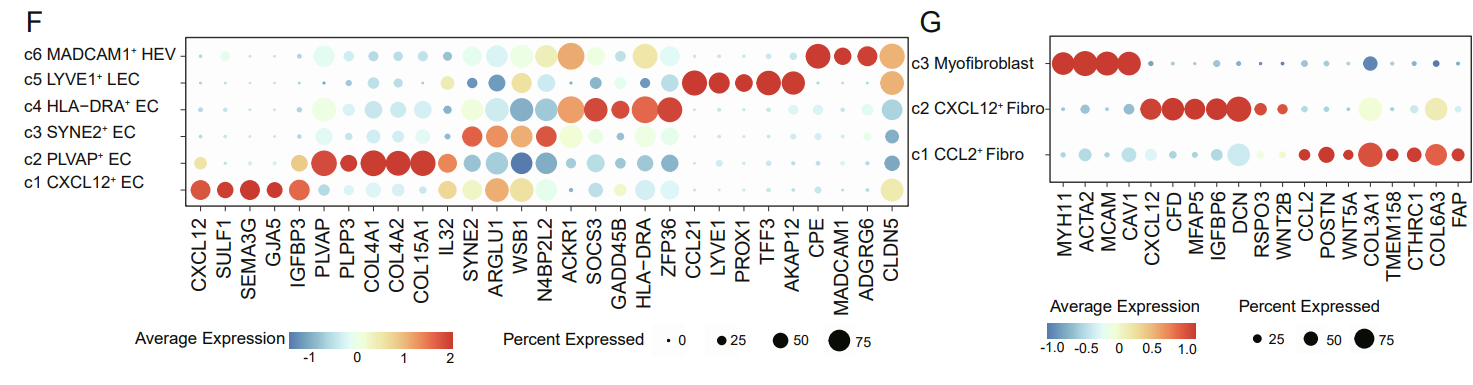 F
c6 MADCAM1⁺ HEV
c5 LYVE1⁺ LEC
c4 HLA−DRA⁺ EC
c3 SYNE2⁺ EC
c2 PLVAP⁺ EC
c1 CXCL12⁺ EC
CXCL12
SULF1
SEMA3G
GJA5
IGFBP3
PLVAP
PLPP3
COL4A1
COL4A2
COL15A1
IL32
SYNE2
ARGLU1
WSB1
N4BP2L2
ACKR1
SOCS3
GADD45B
HLA−DRA
ZFP36
CCL21
LYVE1
PROX1
TFF3
AKAP12
CPE
MADCAM1
ADGRG6
CLDN5
Average Expression
-1 0 1 2
Percent Expressed
0 25 50 75
G
c3 Myofibroblast
c2 CXCL12⁺ Fibro
c1 CCL2⁺ Fibro
MYH11
ACTA2
MCAM
CAV1
CXCL12
CFD
MFAP5
IGFBP6
DCN
RSPO3
WNT2B
CCL2
POSTN
WNT5A
COL3A1
TMEM158
CTHRC1
COL6A3
FAP
Average Expression
-1.0 -0.5 0 0.5 1.0
Percent Expressed
25 50 75